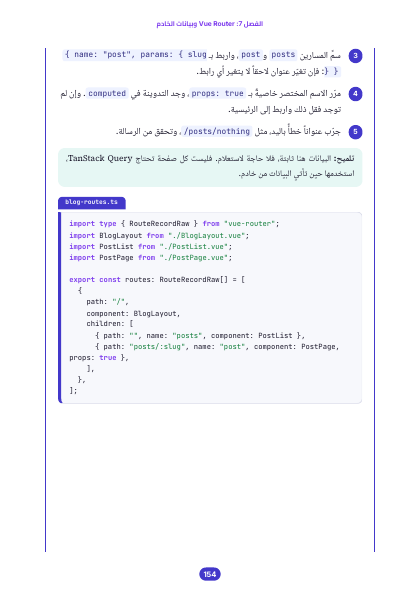 الفصل 7: Vue Router وبيانات الخادم
3 سمِّ المسارين posts و post، واربط بـ { name: "post", params: { slug
} }: فإن تغيّر عنوان لاحقاً لا يتغير أي رابط.
4 مرّر الاسم المختصر خاصيةً بـ props: true، وجد التدوينة في computed. وإن لم
توجد فقل ذلك واربط إلى الرئيسية.
5 جرّب عنواناً خطأً باليد، مثل /posts/nothing، وتحقق من الرسالة.
تلميح: البيانات هنا ثابتة، فلا حاجة لاستعلام. فليست كل صفحة تحتاج TanStack Query،
استخدمها حين تأتي البيانات من خادم.
blog-routes.ts
import type { RouteRecordRaw } from "vue-router";
import BlogLayout from "./BlogLayout.vue";
import PostList from "./PostList.vue";
import PostPage from "./PostPage.vue";
export const routes: RouteRecordRaw[] = [
{
path: "/",
component: BlogLayout,
children: [
{ path: "", name: "posts", component: PostList },
{ path: "posts/:slug", name: "post", component: PostPage,
props: true },
],
},
];
154